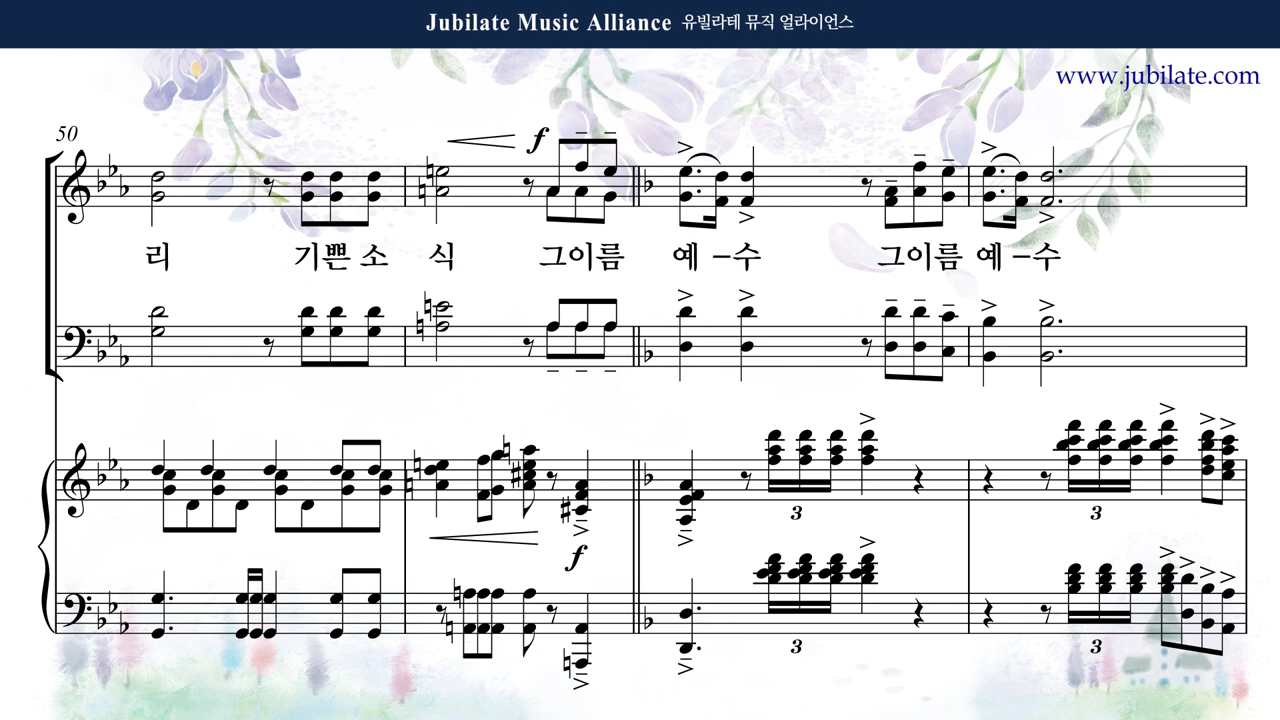 Jubilate Music Alliance 유빌라테 뮤직 얼라이언스
www.jubilate.com
50
f
리 기쁜 소 식 그이름 예 – 수 그이름 예 – 수
3 3
f
3 3